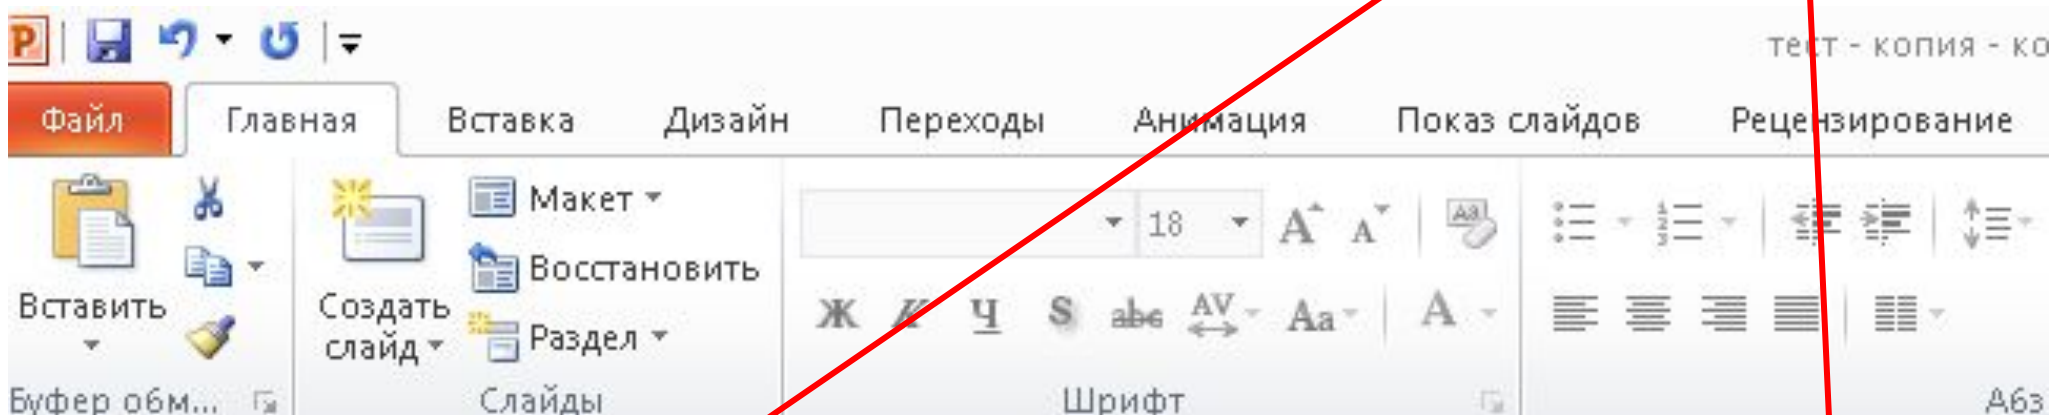 тест - копия - ко
Файл Главная Вставка Дизайн Переходы Анимация Показ слайдов Рецензирование
Макет
18
Восстановить
Вставить
Создать слайд
Раздел
Ж К Ч S abc AV Aa A
Буфер обм... Слайды Шрифт Абз